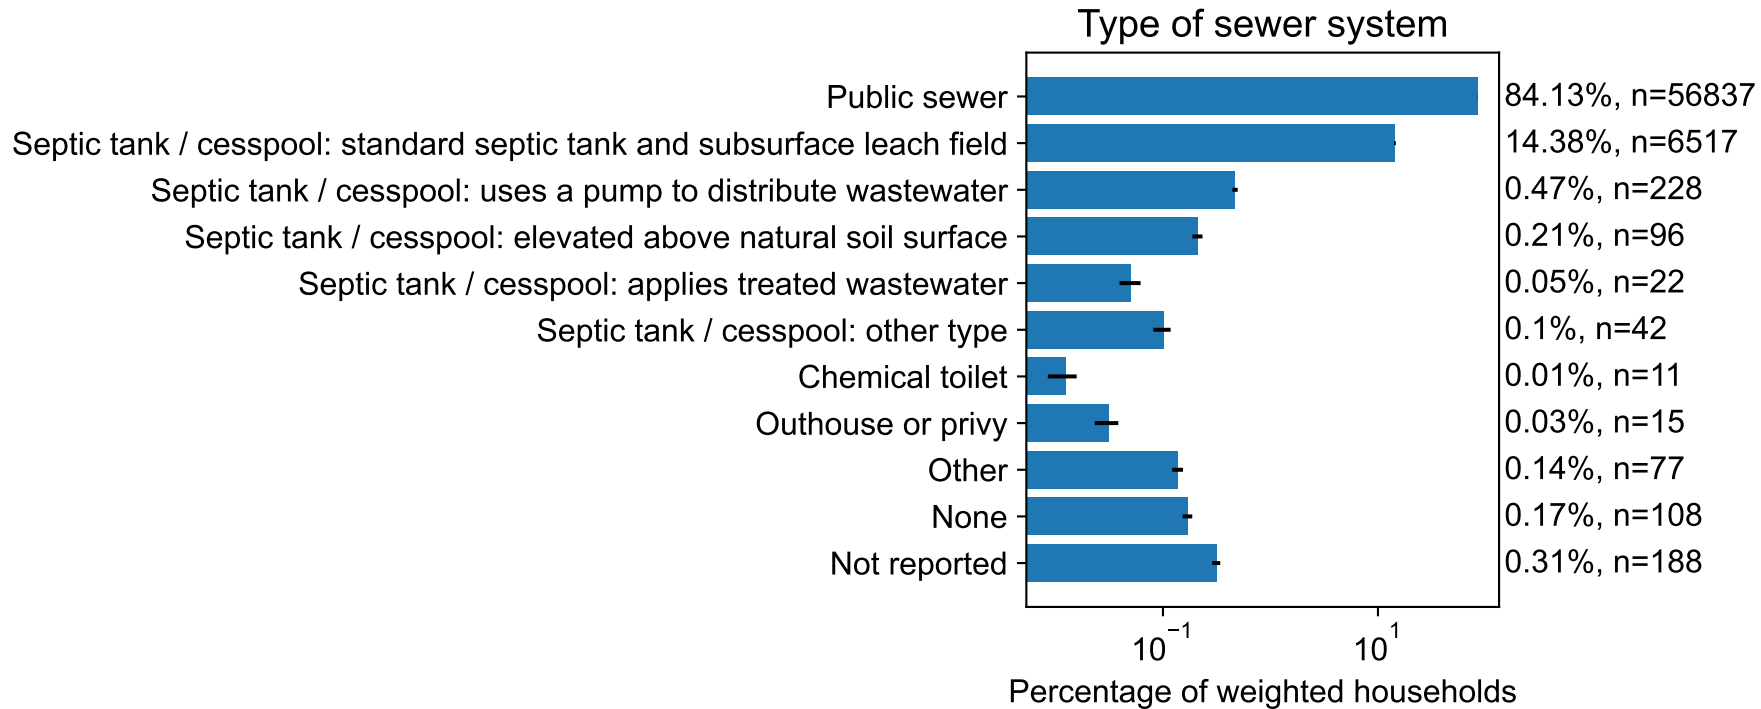 Type of sewer system
Public sewer 84.13%, n=56837
Septic tank / cesspool: standard septic tank and subsurface leach field 14.38%, n=6517
Septic tank / cesspool: uses a pump to distribute wastewater 0.47%, n=228
Septic tank / cesspool: elevated above natural soil surface 0.21%, n=96
Septic tank / cesspool: applies treated wastewater 0.05%, n=22
Septic tank / cesspool: other type 0.1%, n=42
Chemical toilet 0.01%, n=11
Outhouse or privy 0.03%, n=15
Other 0.14%, n=77
None 0.17%, n=108
Not reported 0.31%, n=188
10⁻¹ 10¹
Percentage of weighted households